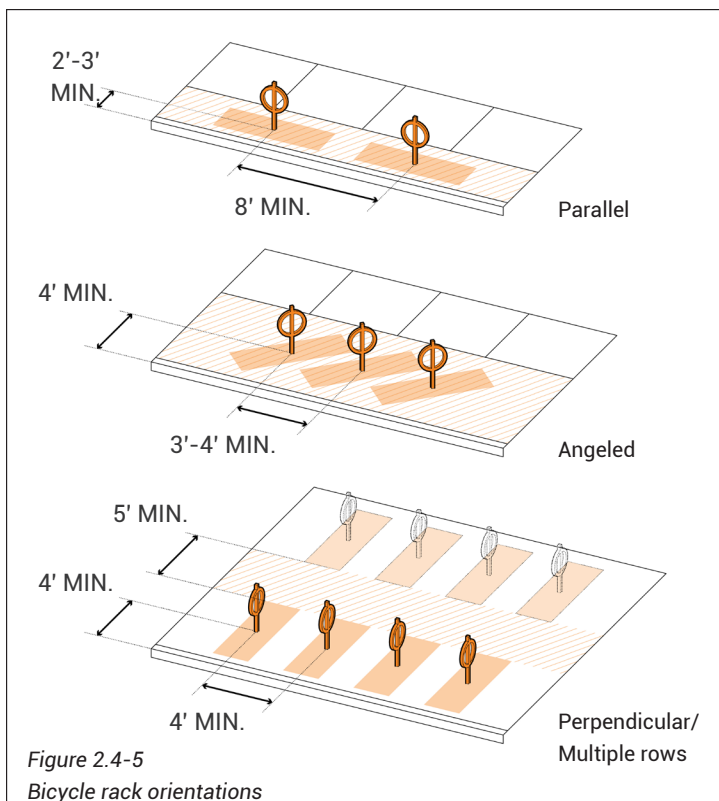 2'-3'
MIN.
8' MIN.
Parallel
4' MIN.
3'-4' MIN.
Angeled
5' MIN.
4' MIN.
4' MIN.
Perpendicular/
Multiple rows
Figure 2.4-5
Bicycle rack orientations